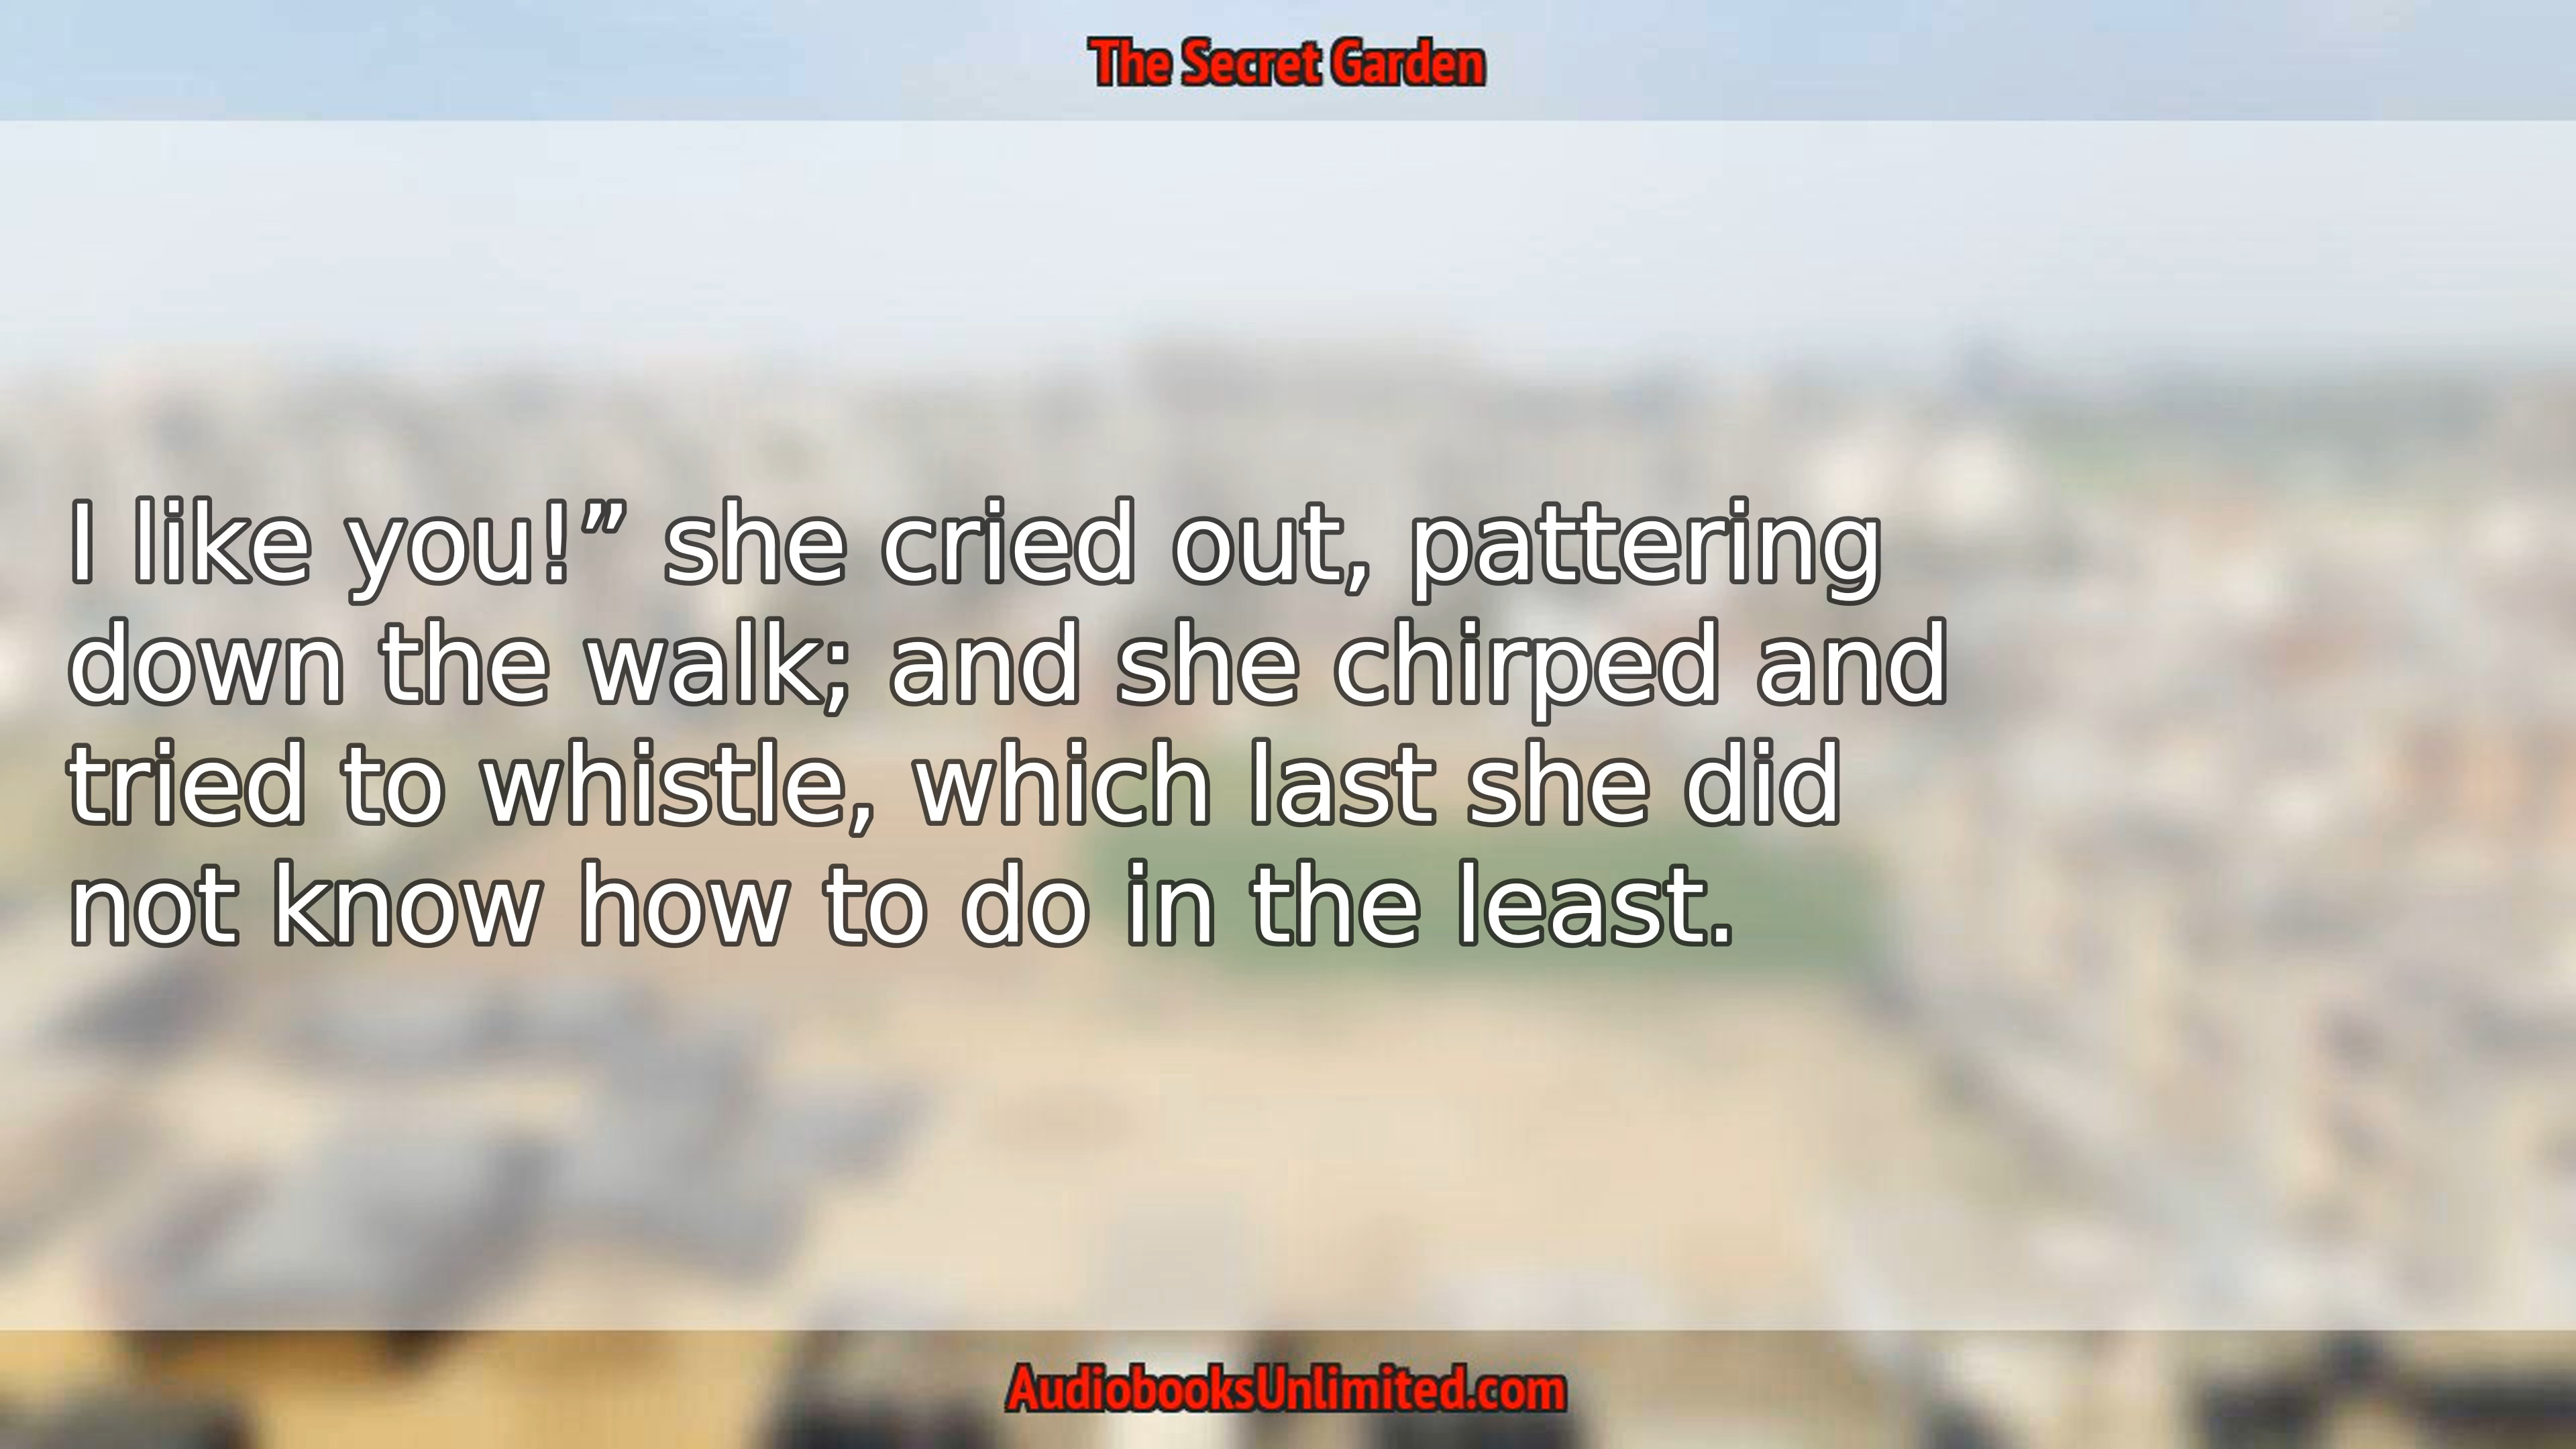 The Secret Garden
I like you!” she cried out, pattering
down the walk; and she chirped and
tried to whistle, which last she did
not know how to do in the least.
AudiobooksUnlimited.com